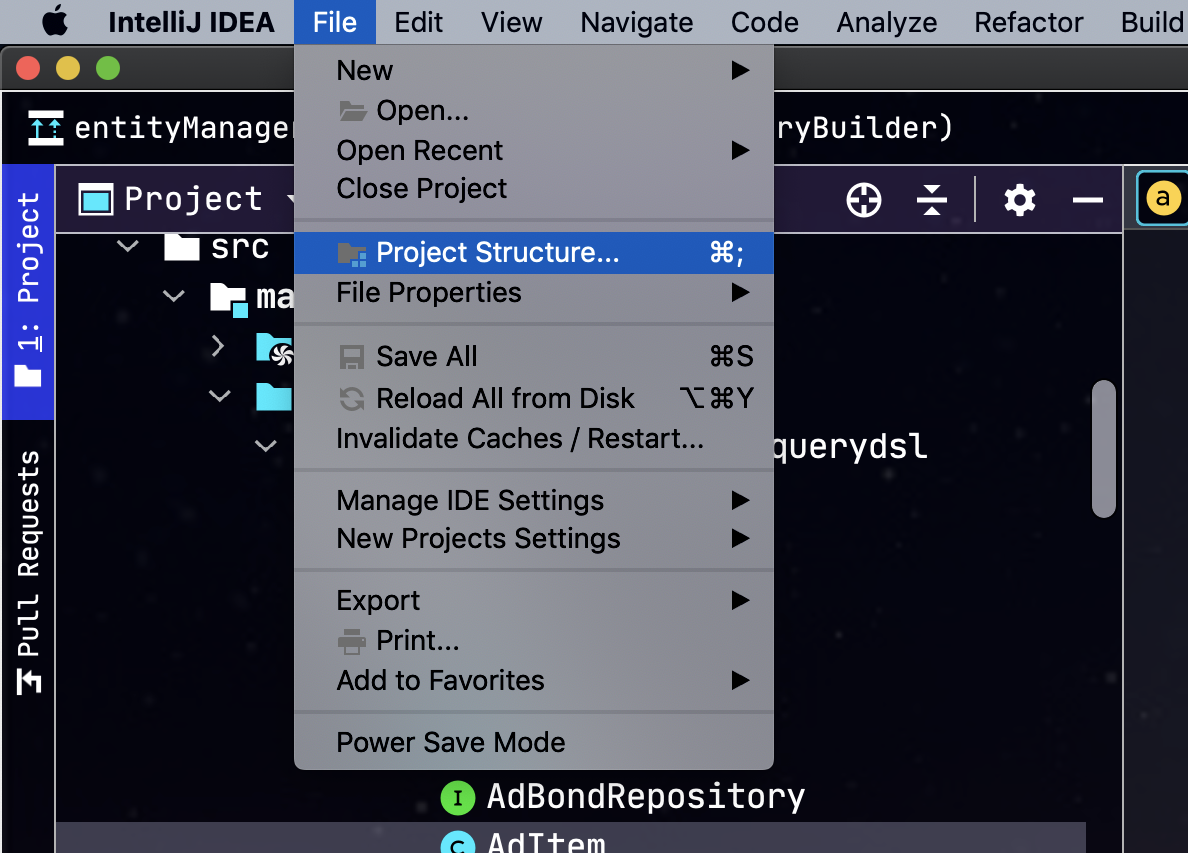 IntelliJ IDEA File Edit View Navigate Code Analyze Refactor Build
entityManage ryBuilder)
Project
1: Project
Pull Requests
src
ma
querydsl
New
Open...
Open Recent
Close Project
Project Structure... ⌘;
File Properties
Save All ⌘S
Reload All from Disk ⌥⌘Y
Invalidate Caches / Restart...
Manage IDE Settings
New Projects Settings
Export
Print...
Add to Favorites
Power Save Mode
I AdBondRepository
C AdItem
a